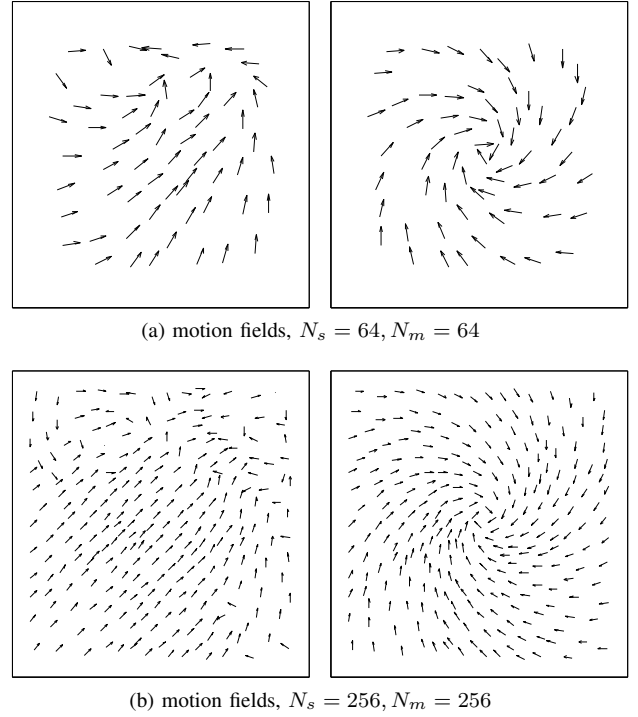 (a) motion fields, N_s = 64, N_m = 64
(b) motion fields, N_s = 256, N_m = 256